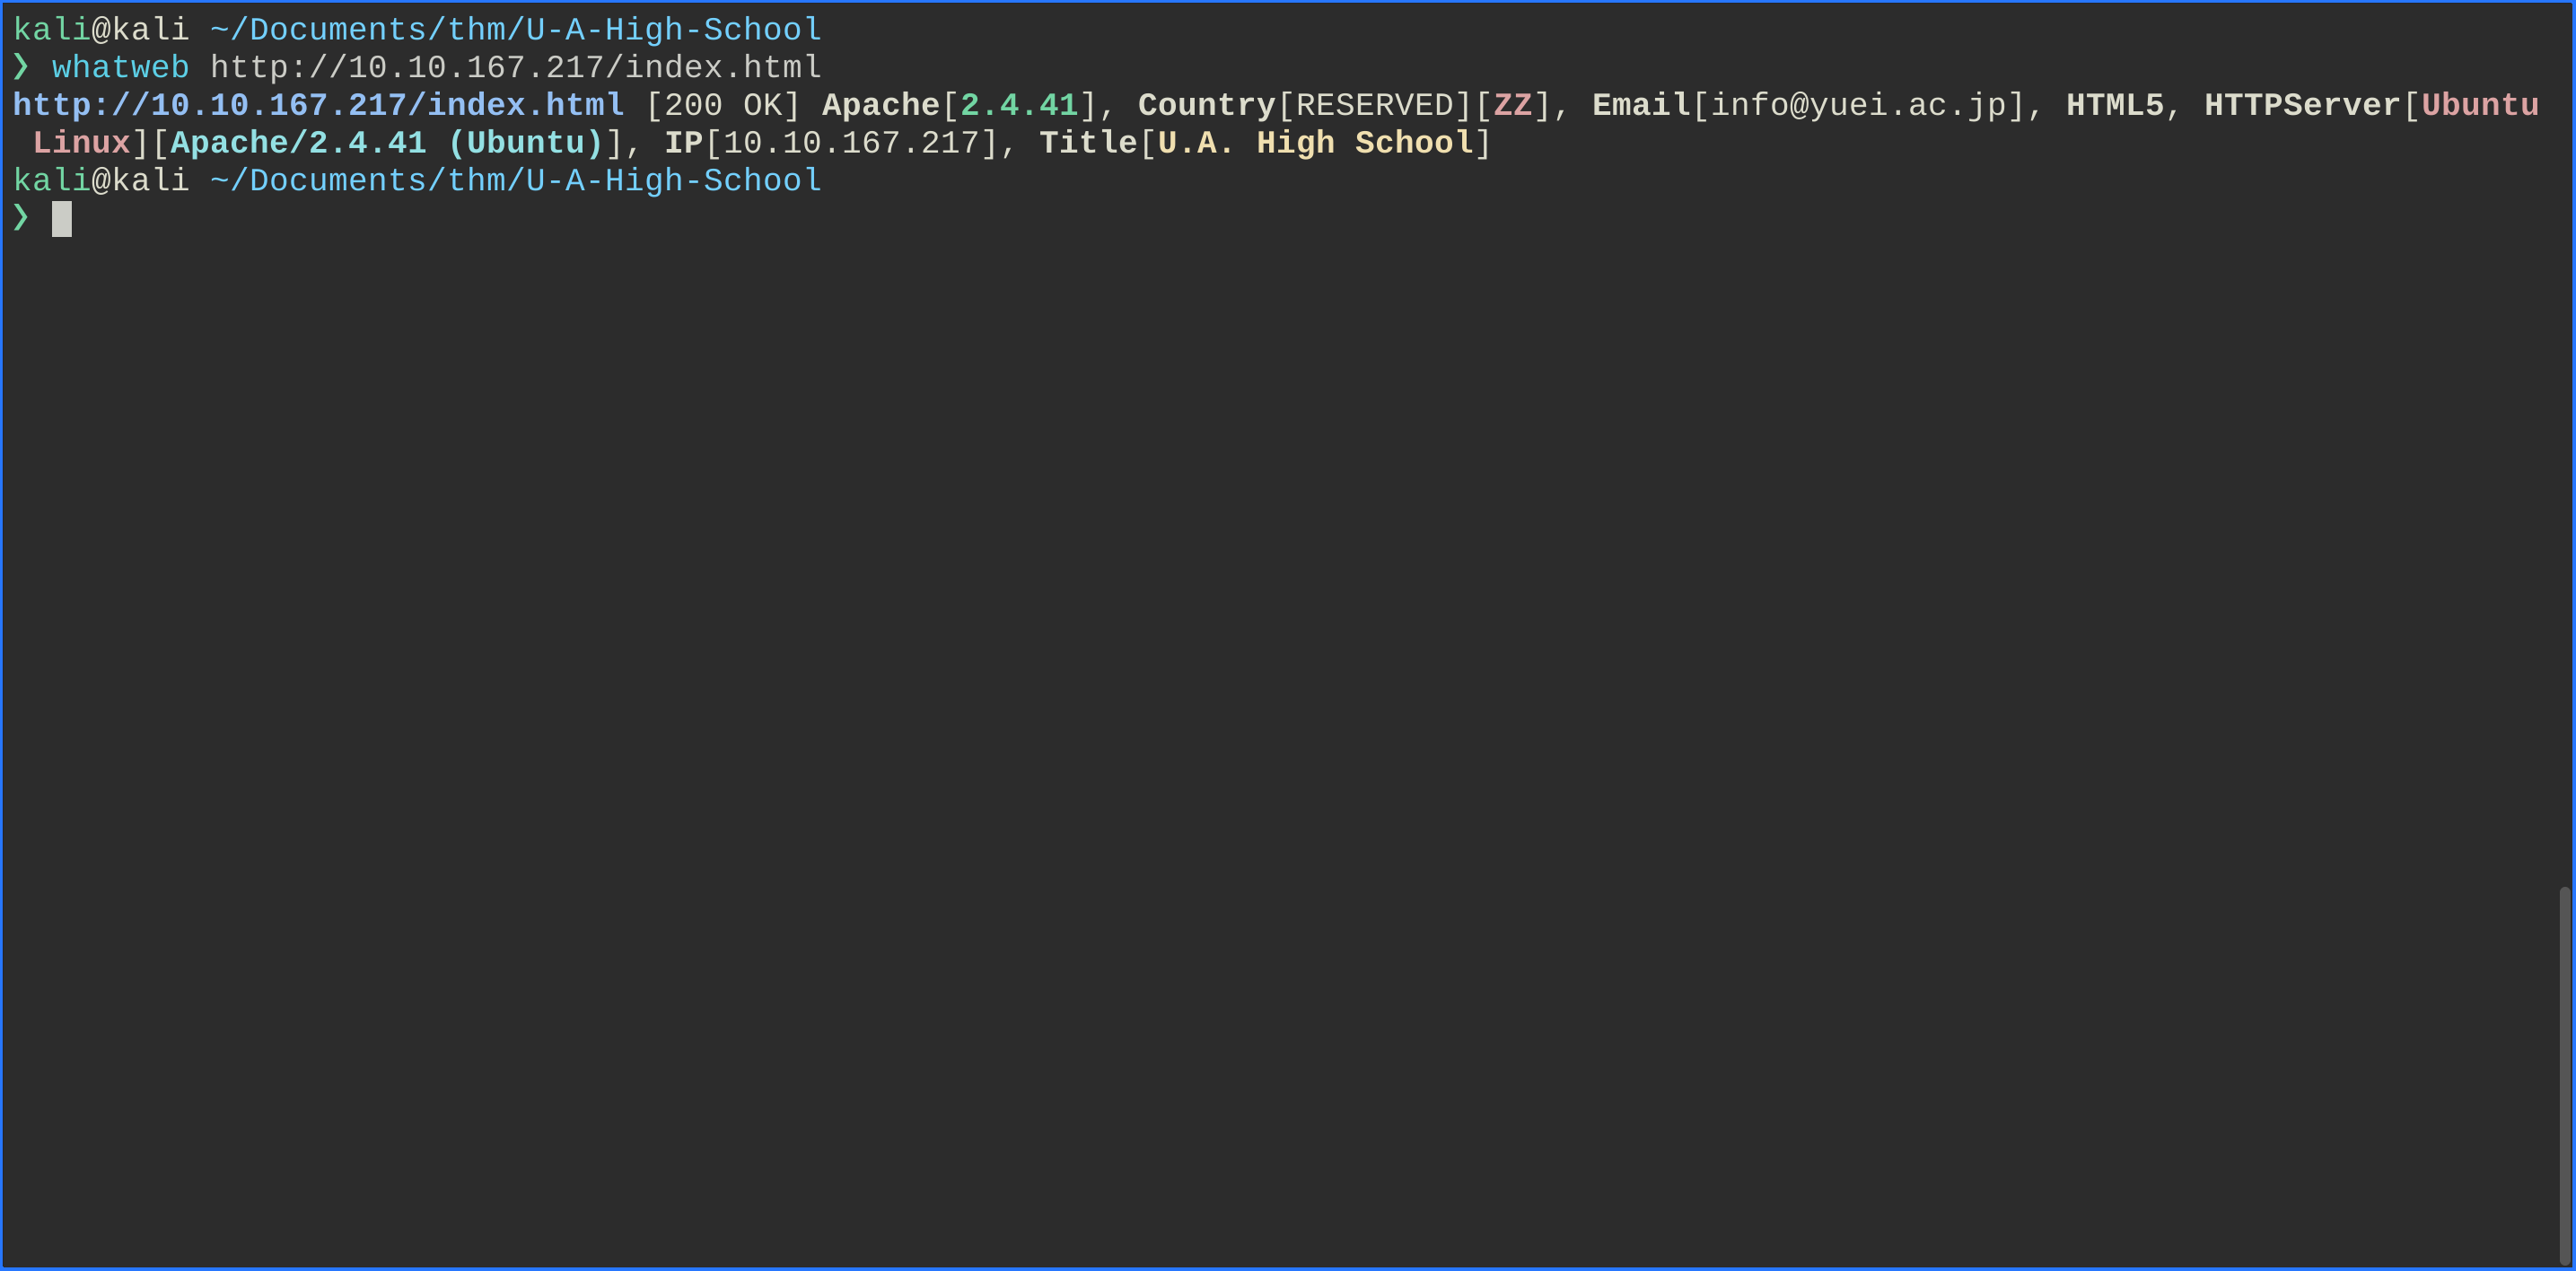 kali@kali ~/Documents/thm/U-A-High-School
❯ whatweb http://10.10.167.217/index.html
http://10.10.167.217/index.html [200 OK] Apache[2.4.41], Country[RESERVED][ZZ], Email[info@yuei.ac.jp], HTML5, HTTPServer[Ubuntu
 Linux][Apache/2.4.41 (Ubuntu)], IP[10.10.167.217], Title[U.A. High School]
kali@kali ~/Documents/thm/U-A-High-School
❯